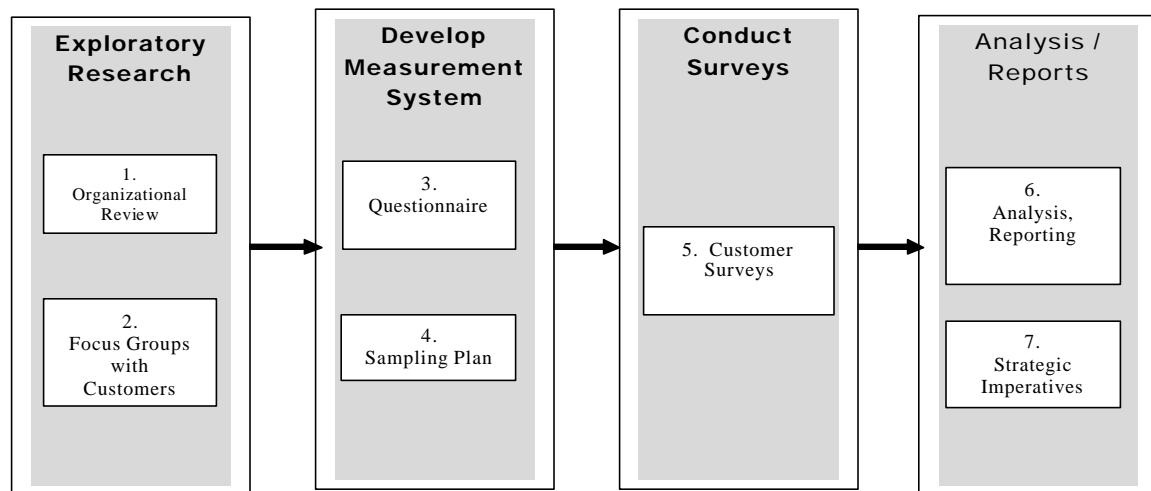 Exploratory
Research
1.
Organizational
Review
2.
Focus Groups
with
Customers
Develop
Measurement
System
3.
Questionnaire
4.
Sampling Plan
Conduct
Surveys
5. Customer
Surveys
Analysis /
Reports
6.
Analysis,
Reporting
7.
Strategic
Imperatives